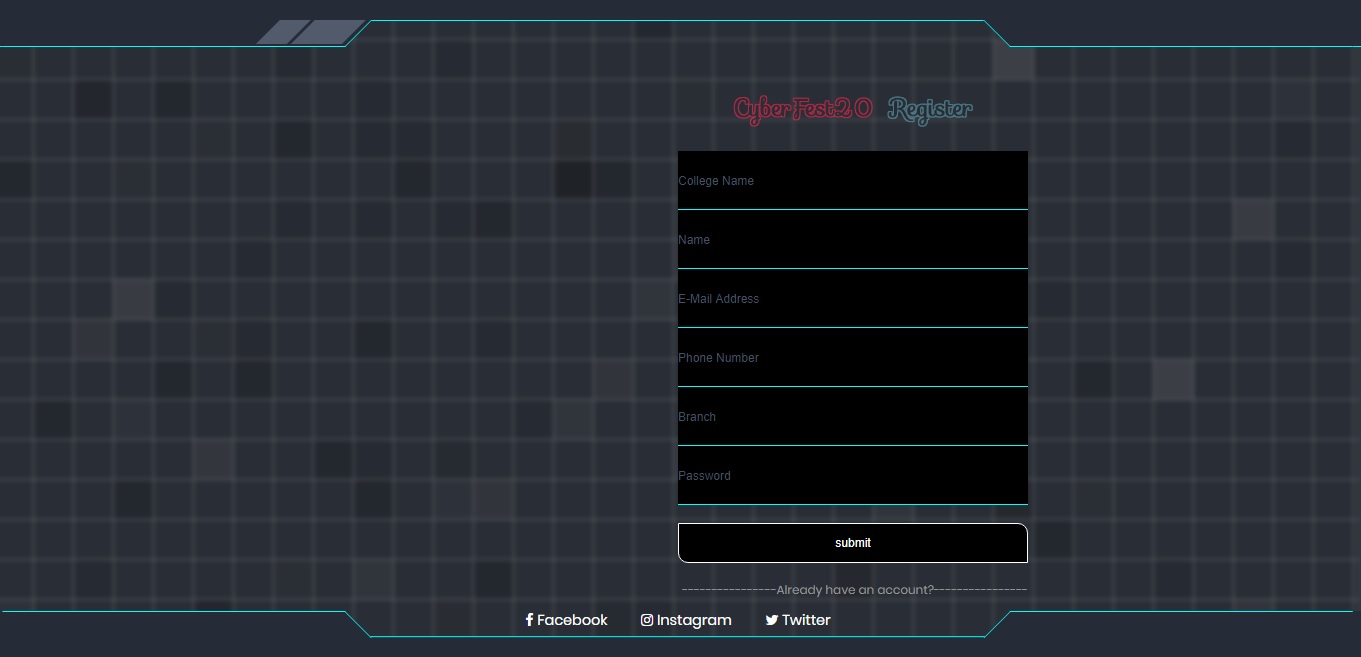 CyberFest2.0 Register
College Name
Name
E-Mail Address
Phone Number
Branch
Password
submit
----------------Already have an account?----------------
Facebook Instagram Twitter